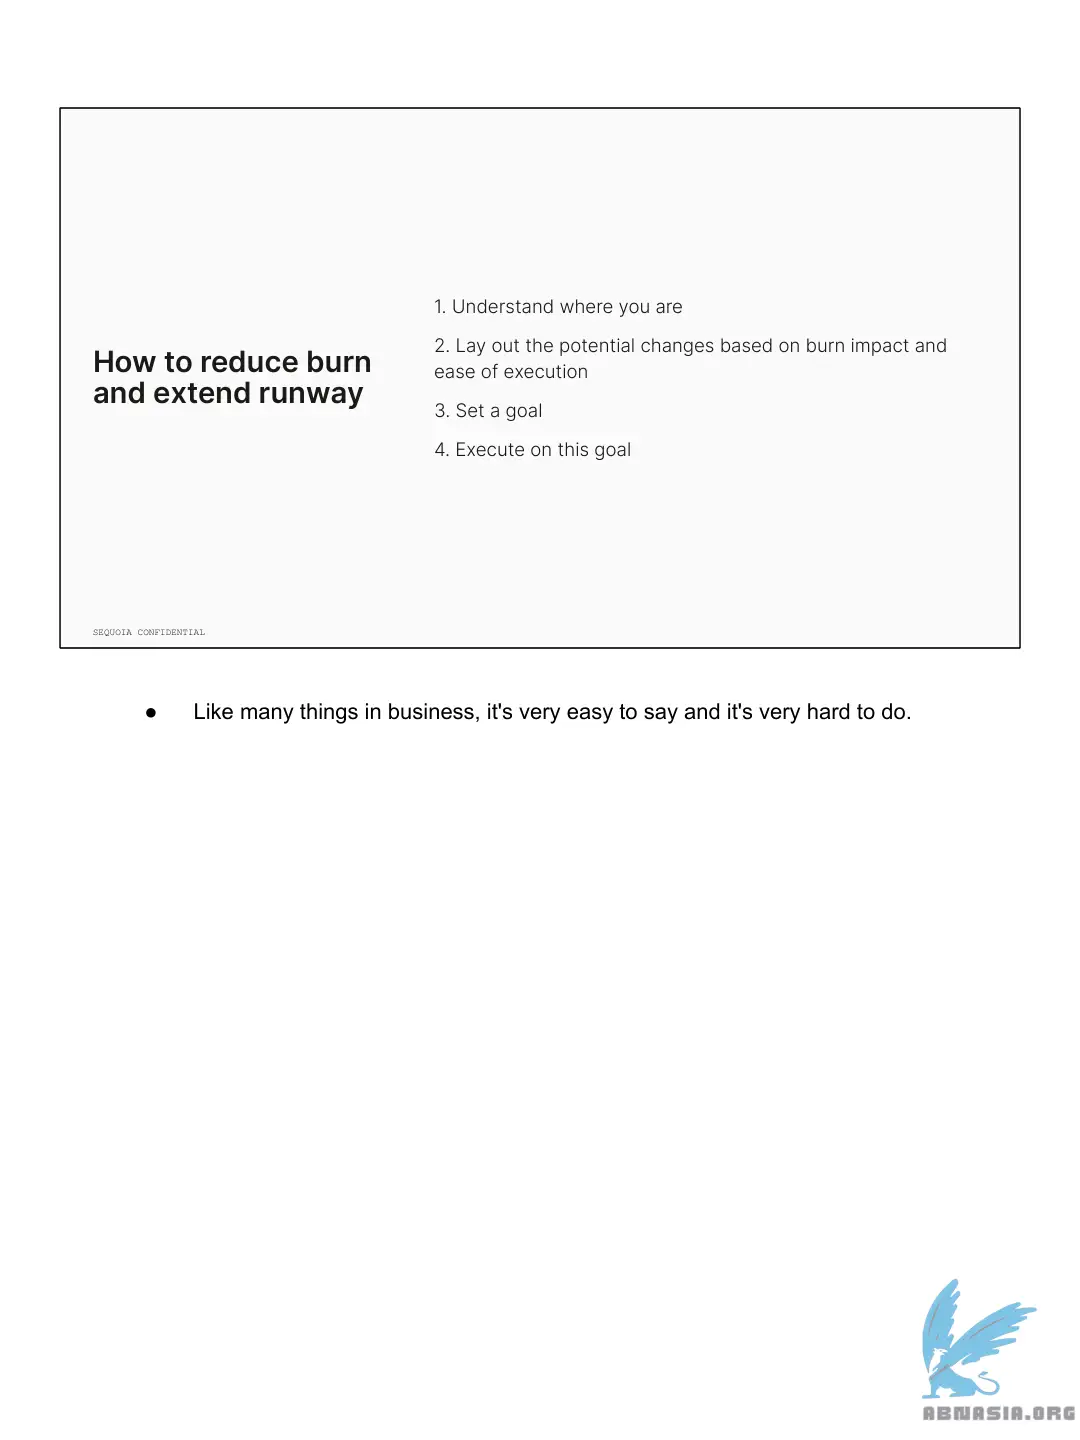 How to reduce burn
and extend runway
1. Understand where you are
2. Lay out the potential changes based on burn impact and
ease of execution
3. Set a goal
4. Execute on this goal
SEQUOIA CONFIDENTIAL
● Like many things in business, it's very easy to say and it's very hard to do.
ABNASIA.ORG